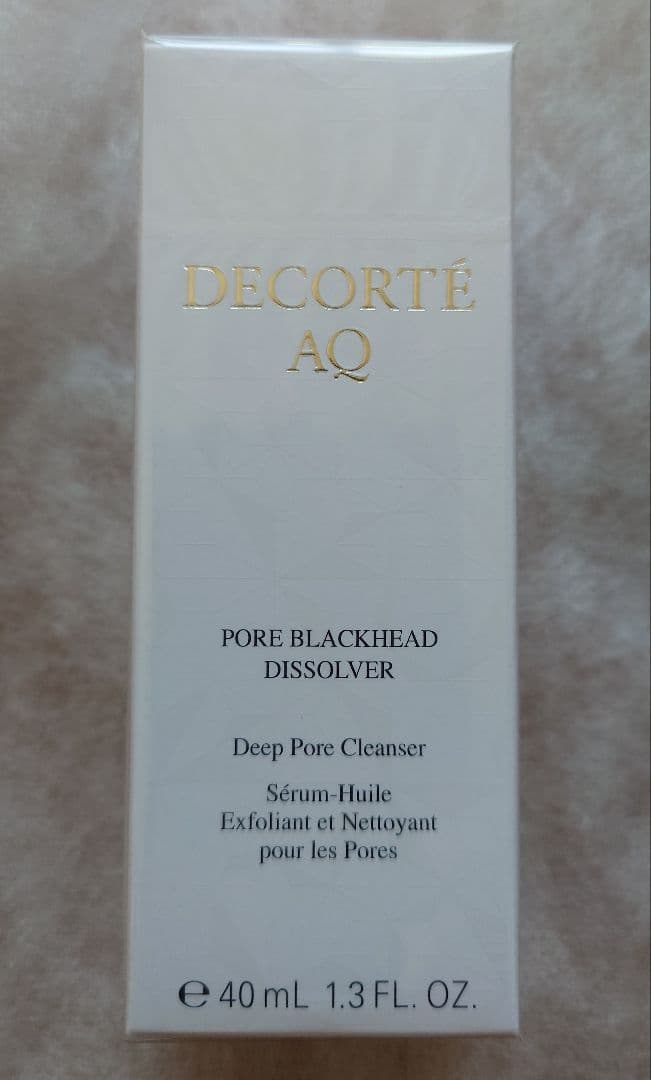 DECORTÉ
AQ
PORE BLACKHEAD
DISSOLVER
Deep Pore Cleanser
Sérum-Huile
Exfoliant et Nettoyant
pour les Pores
℮ 40 mL 1.3 FL. OZ.